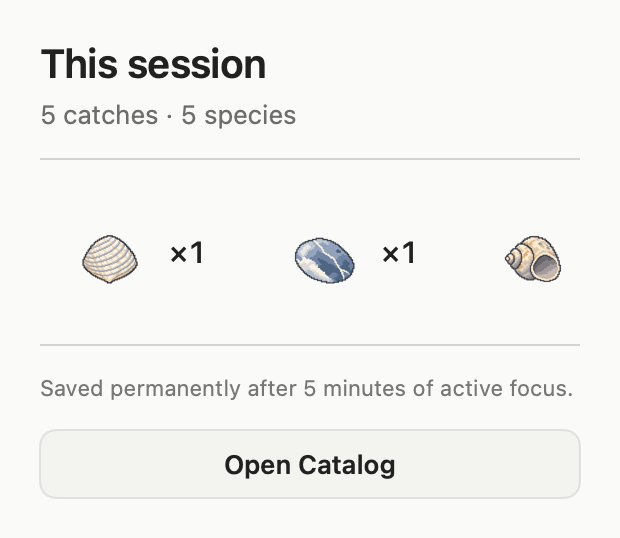 This session
5 catches · 5 species
×1
×1
Saved permanently after 5 minutes of active focus.
Open Catalog